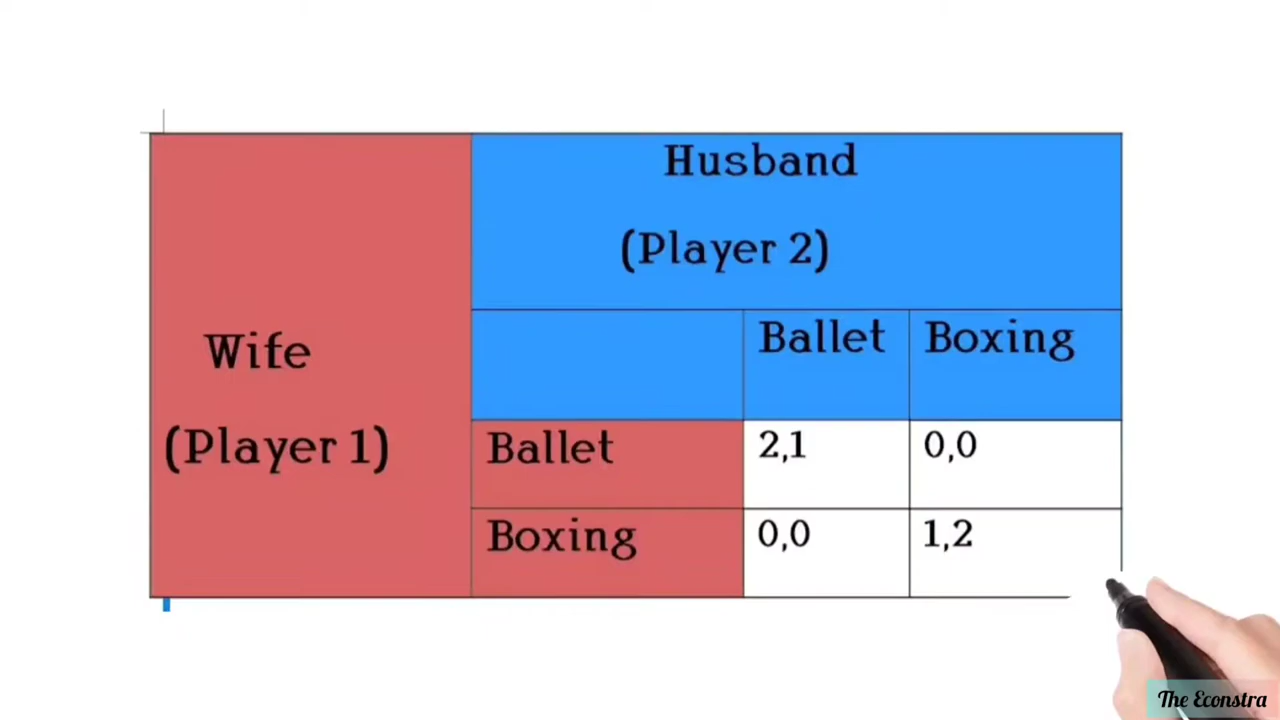 Husband
(Player 2)
Wife
(Player 1)
Ballet Boxing
Ballet 2,1 0,0
Boxing 0,0 1,2
The Econstra